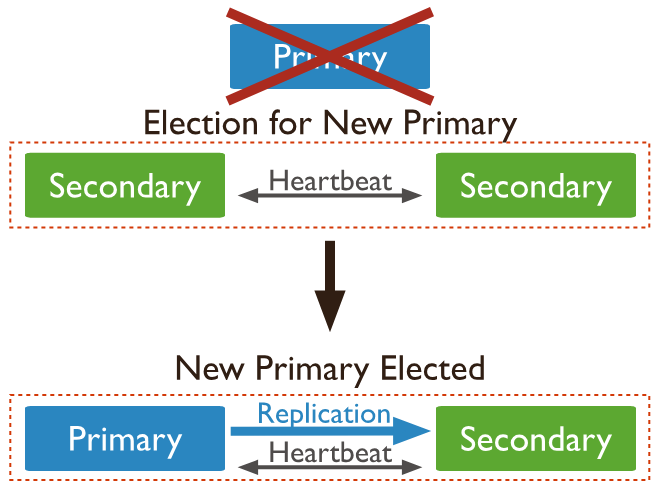 Primary
Election for New Primary
Secondary
Heartbeat
Secondary
New Primary Elected
Primary
Replication
Heartbeat
Secondary